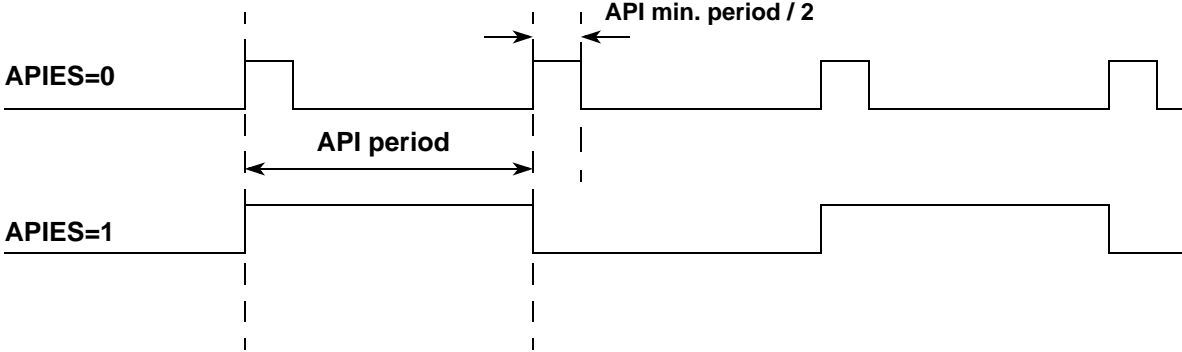 API min. period / 2
APIES=0
API period
APIES=1